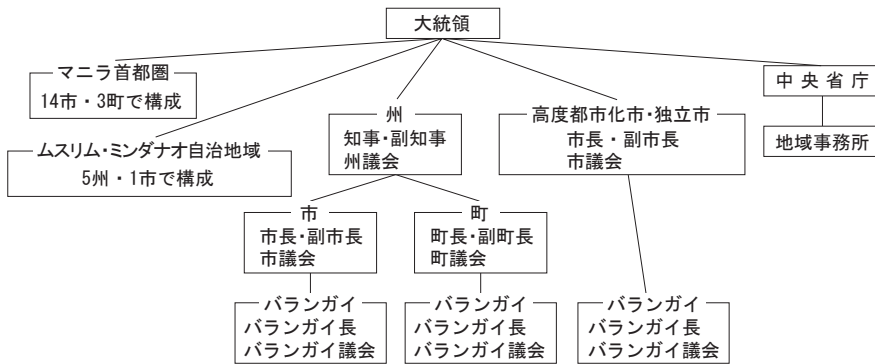 大統領
マニラ首都圏
14市・3町で構成
中央省庁
州
知事・副知事
州議会
高度都市化市・独立市
市長・副市長
市議会
地域事務所
ムスリム・ミンダナオ自治地域
5州・1市で構成
市
市長・副市長
市議会
町
町長・副町長
町議会
バランガイ
バランガイ長
バランガイ議会
バランガイ
バランガイ長
バランガイ議会
バランガイ
バランガイ長
バランガイ議会